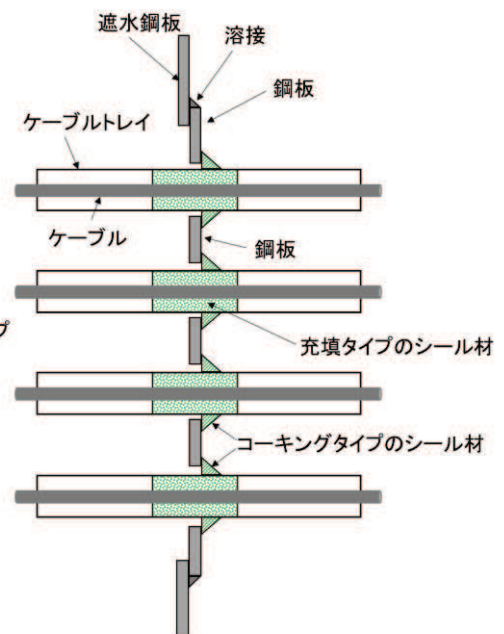 遮水鋼板
溶接
鋼板
ケーブルトレイ
ケーブル
鋼板
プ
充填タイプのシール材
コーキングタイプのシール材